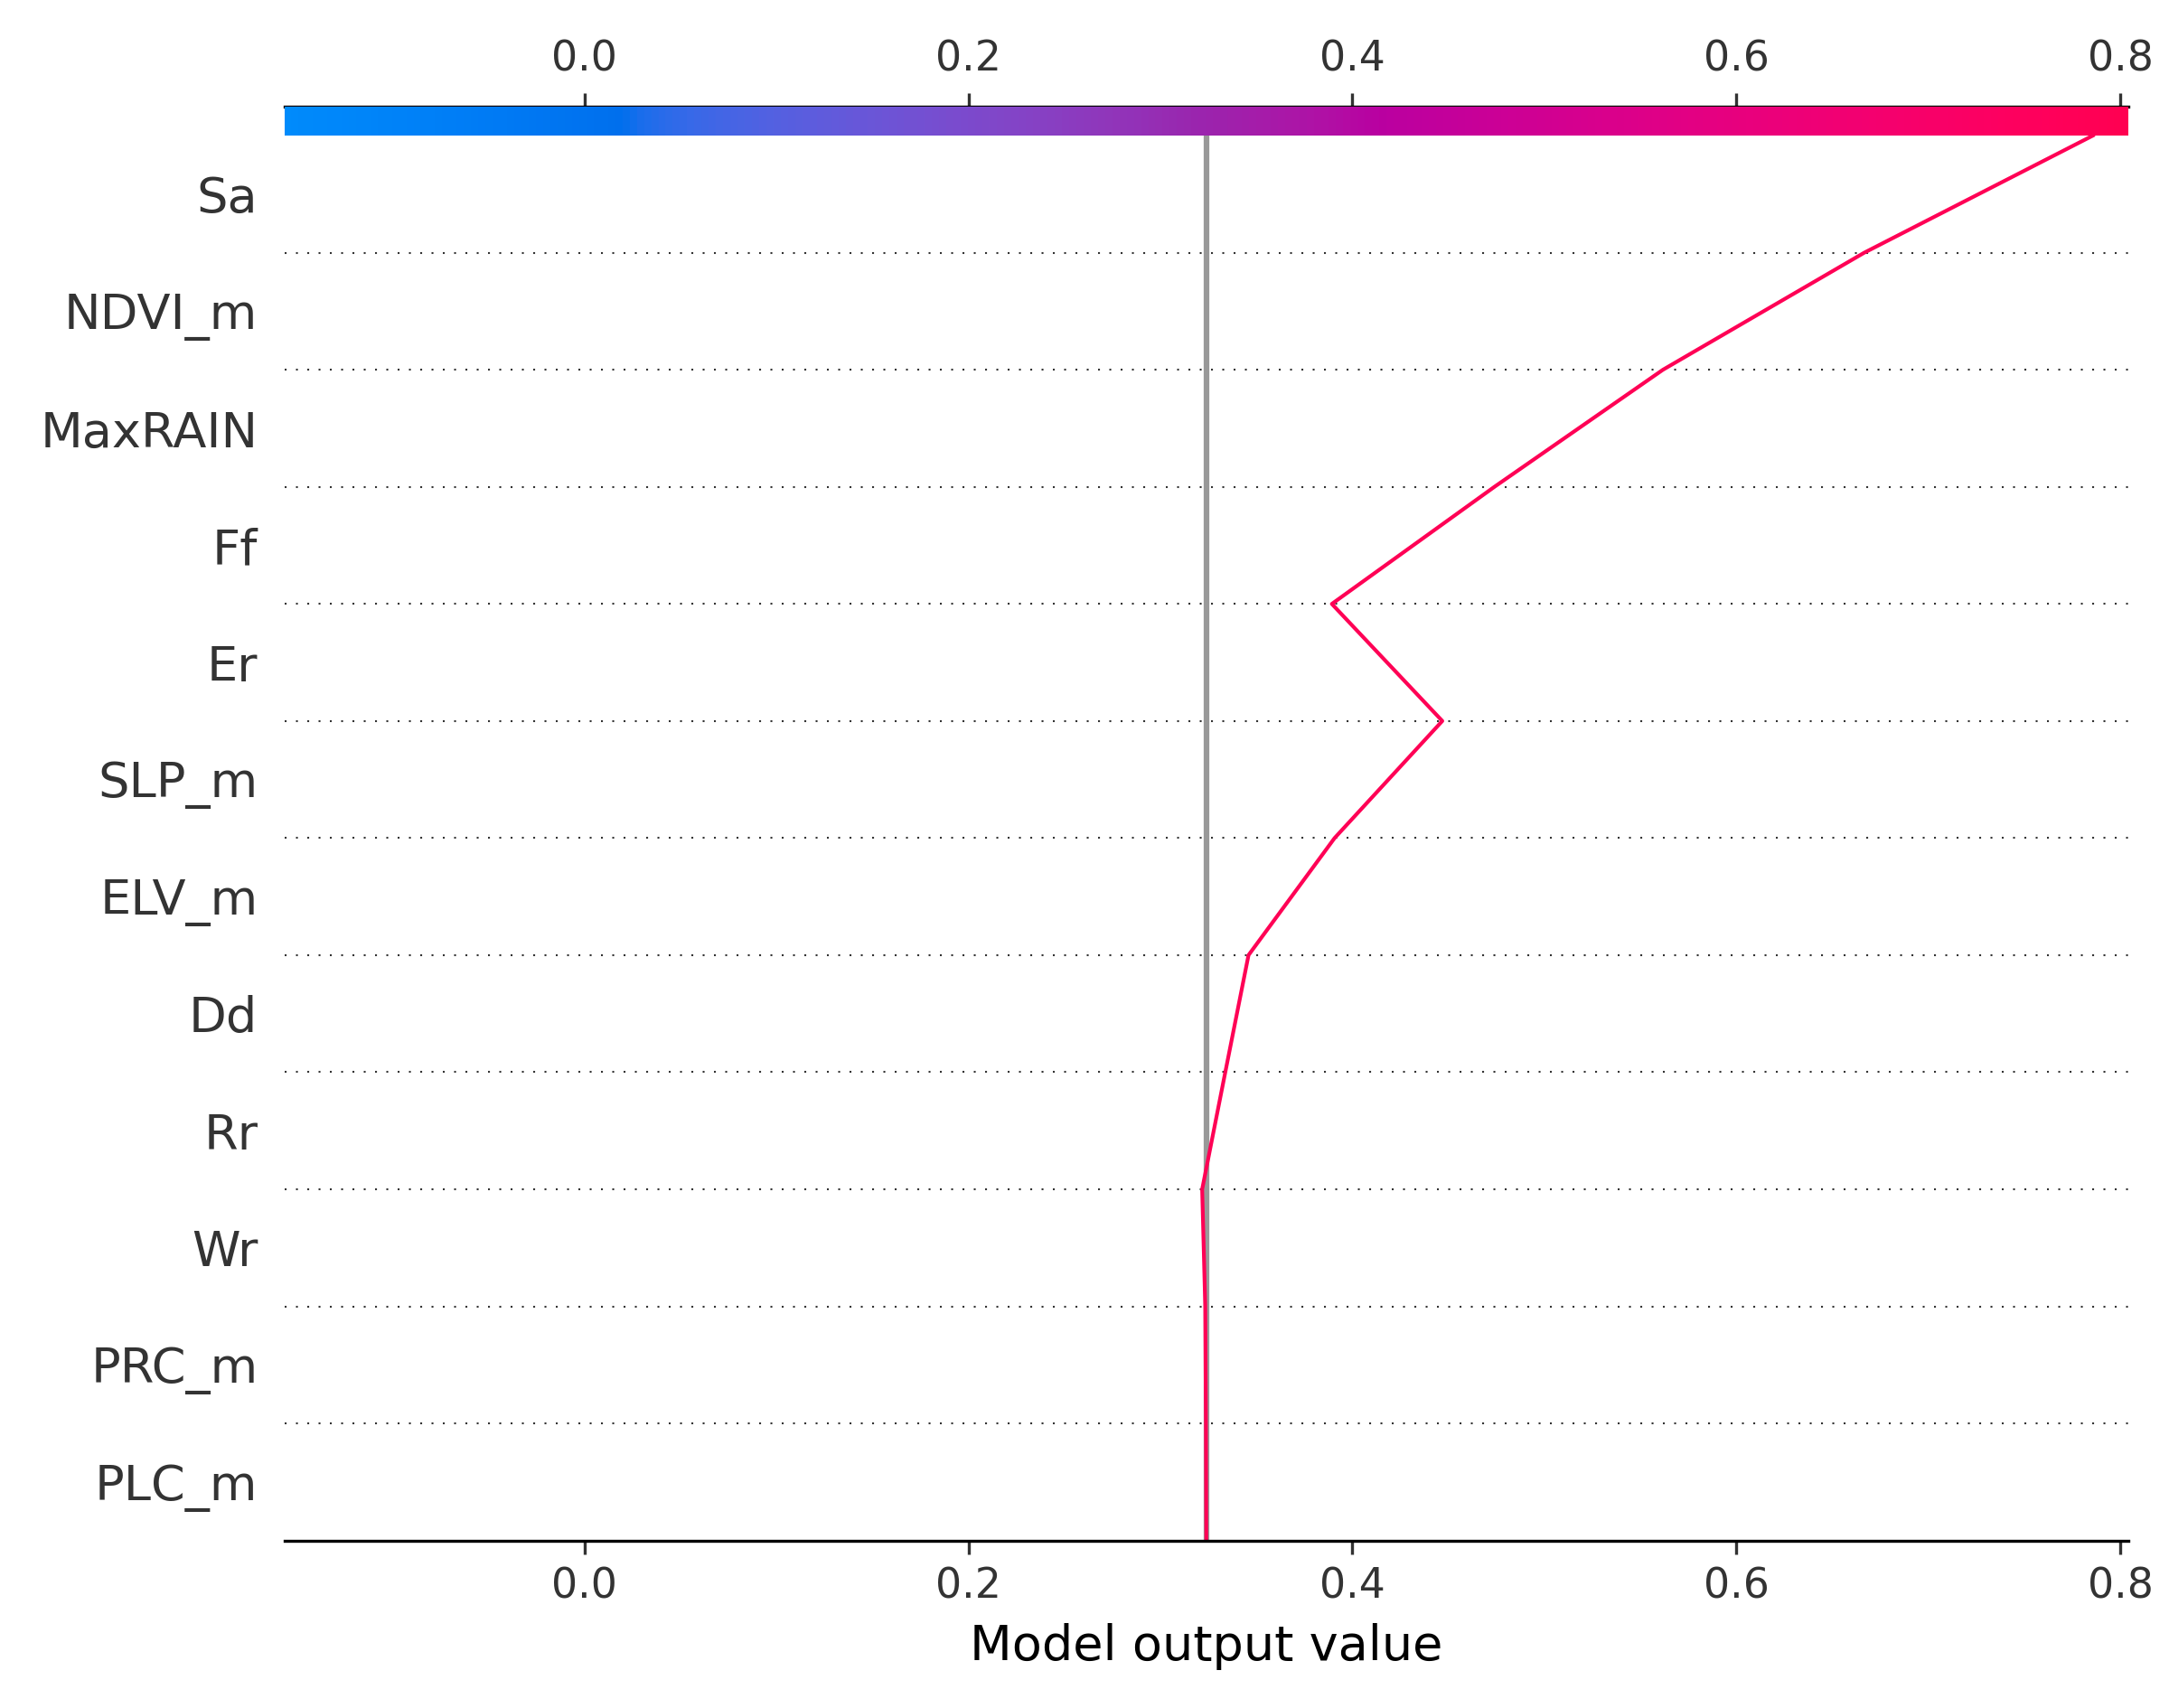 0.0 0.2 0.4 0.6 0.8
Sa
NDVI_m
MaxRAIN
Ff
Er
SLP_m
ELV_m
Dd
Rr
Wr
PRC_m
PLC_m
0.0 0.2 0.4 0.6 0.8
Model output value